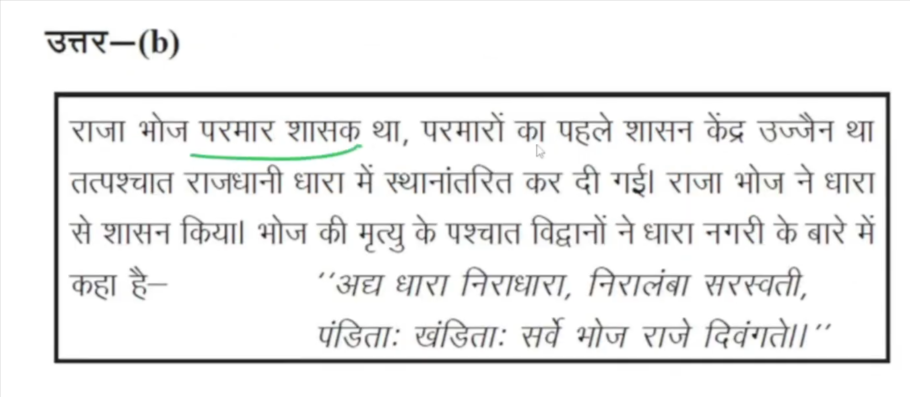 उत्तर–(b)
राजा भोज परमार शासक था, परमारों का पहले शासन केंद्र उज्जैन था
तत्पश्चात राजधानी धारा में स्थानांतरित कर दी गई। राजा भोज ने धारा
से शासन किया। भोज की मृत्यु के पश्चात विद्वानों ने धारा नगरी के बारे में
कहा है– ‘‘अद्य धारा निराधारा, निरालंबा सरस्वती,
पंडिताः खंडिताः सर्वे भोज राजे दिवंगते।।’’